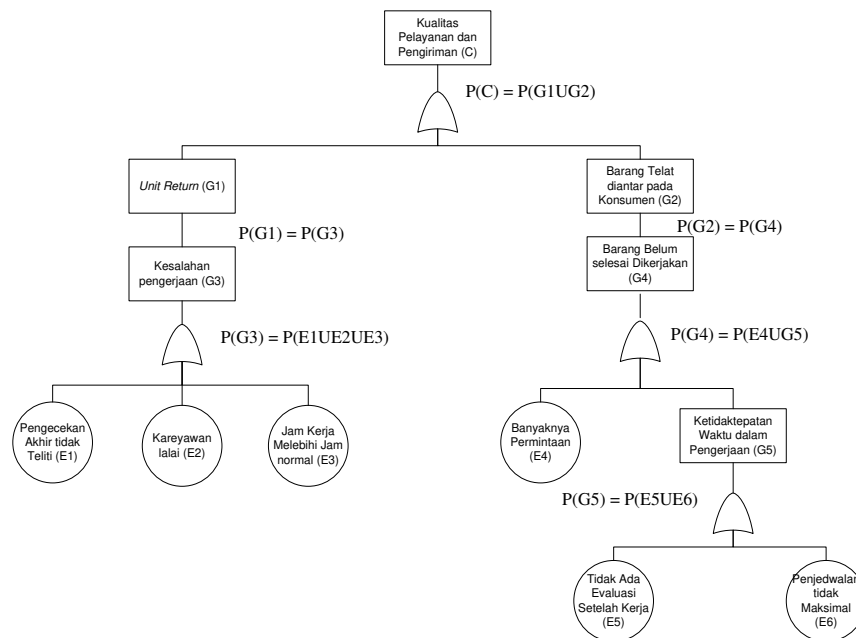 Kualitas
Pelayanan dan
Pengiriman (C)
P(C) = P(G1UG2)
Unit Return (G1)
Barang Telat
diantar pada
Konsumen (G2)
P(G1) = P(G3)
P(G2) = P(G4)
Kesalahan
pengerjaan (G3)
Barang Belum
selesai Dikerjakan
(G4)
P(G3) = P(E1UE2UE3)
P(G4) = P(E4UG5)
Pengecekan
Akhir tidak
Teliti (E1)
Kareyawan
lalai (E2)
Jam Kerja
Melebihi Jam
normal (E3)
Banyaknya
Permintaan
(E4)
Ketidaktepatan
Waktu dalam
Pengerjaan (G5)
P(G5) = P(E5UE6)
Tidak Ada
Evaluasi
Setelah Kerja
(E5)
Penjedwalan
tidak
Maksimal
(E6)